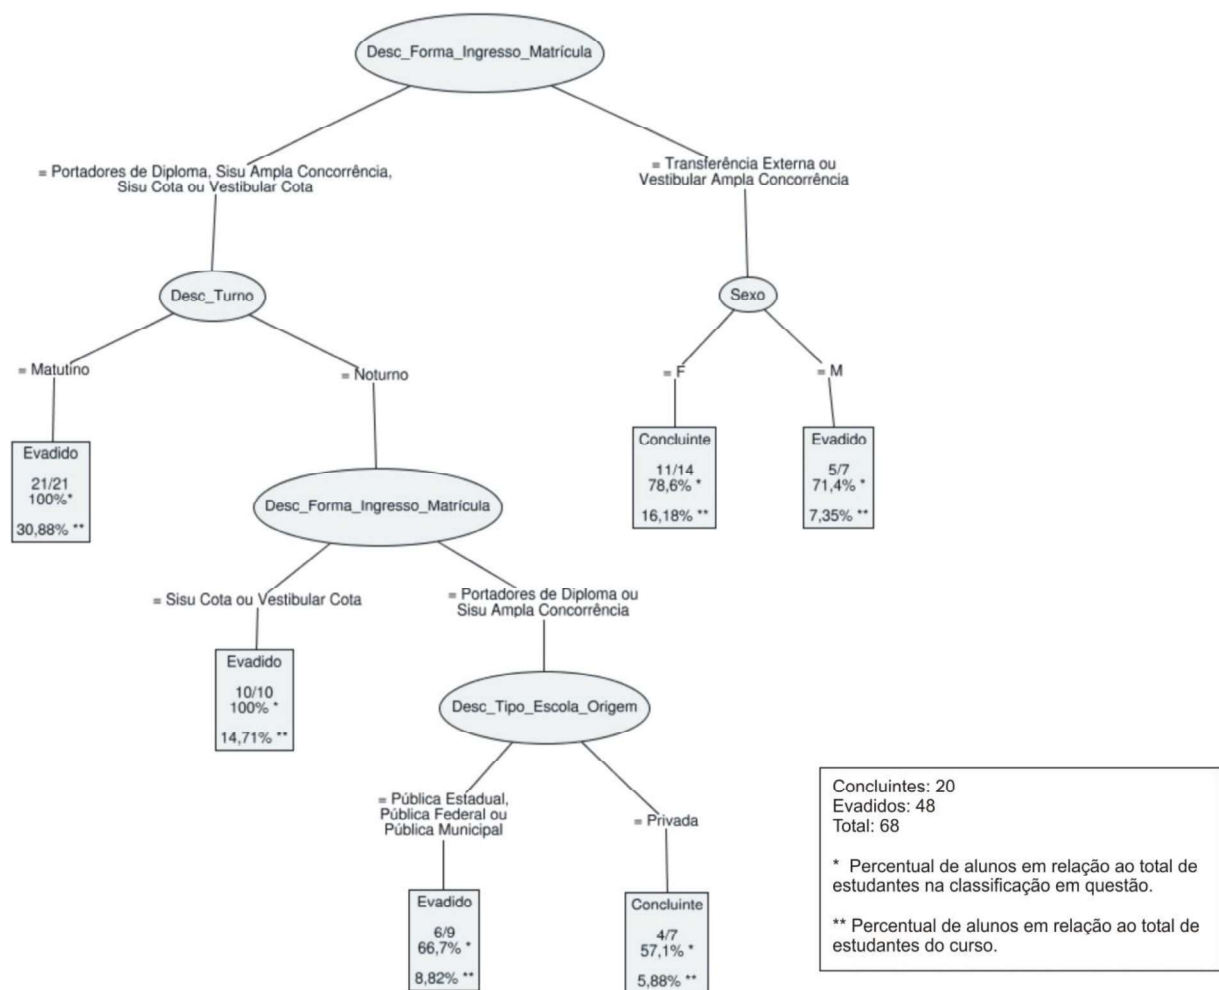 Desc_Forma_Ingresso_Matrícula
= Portadores de Diploma, Sisu Ampla Concorrência,
Sisu Cota ou Vestibular Cota
= Transferência Externa ou
Vestibular Ampla Concorrência
Desc_Turno
Sexo
= Matutino
= Noturno
= F
= M
Evadido
21/21
100%*
30,88% **
Concluinte
11/14
78,6% *
16,18% **
Evadido
5/7
71,4% *
7,35% **
Desc_Forma_Ingresso_Matrícula
= Sisu Cota ou Vestibular Cota
= Portadores de Diploma ou
Sisu Ampla Concorrência
Evadido
10/10
100% *
14,71% **
Desc_Tipo_Escola_Origem
= Pública Estadual,
Pública Federal ou
Pública Municipal
= Privada
Evadido
6/9
66,7% *
8,82% **
Concluinte
4/7
57,1% *
5,88% **
Concluintes: 20
Evadidos: 48
Total: 68
* Percentual de alunos em relação ao total de
estudantes na classificação em questão.
** Percentual de alunos em relação ao total de
estudantes do curso.